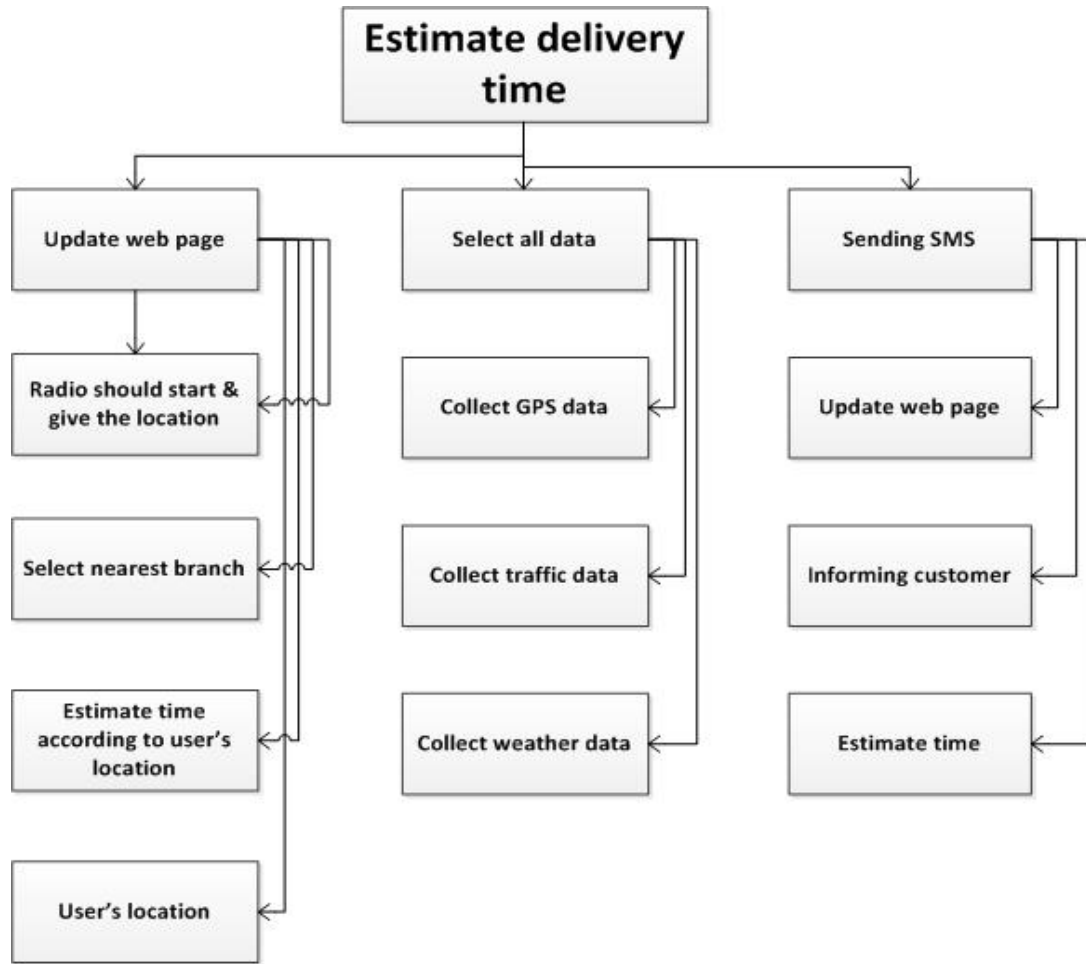 Estimate delivery
time
Update web page
Select all data
Sending SMS
Radio should start &
give the location
Collect GPS data
Update web page
Select nearest branch
Collect traffic data
Informing customer
Estimate time
according to user’s
location
Collect weather data
Estimate time
User’s location